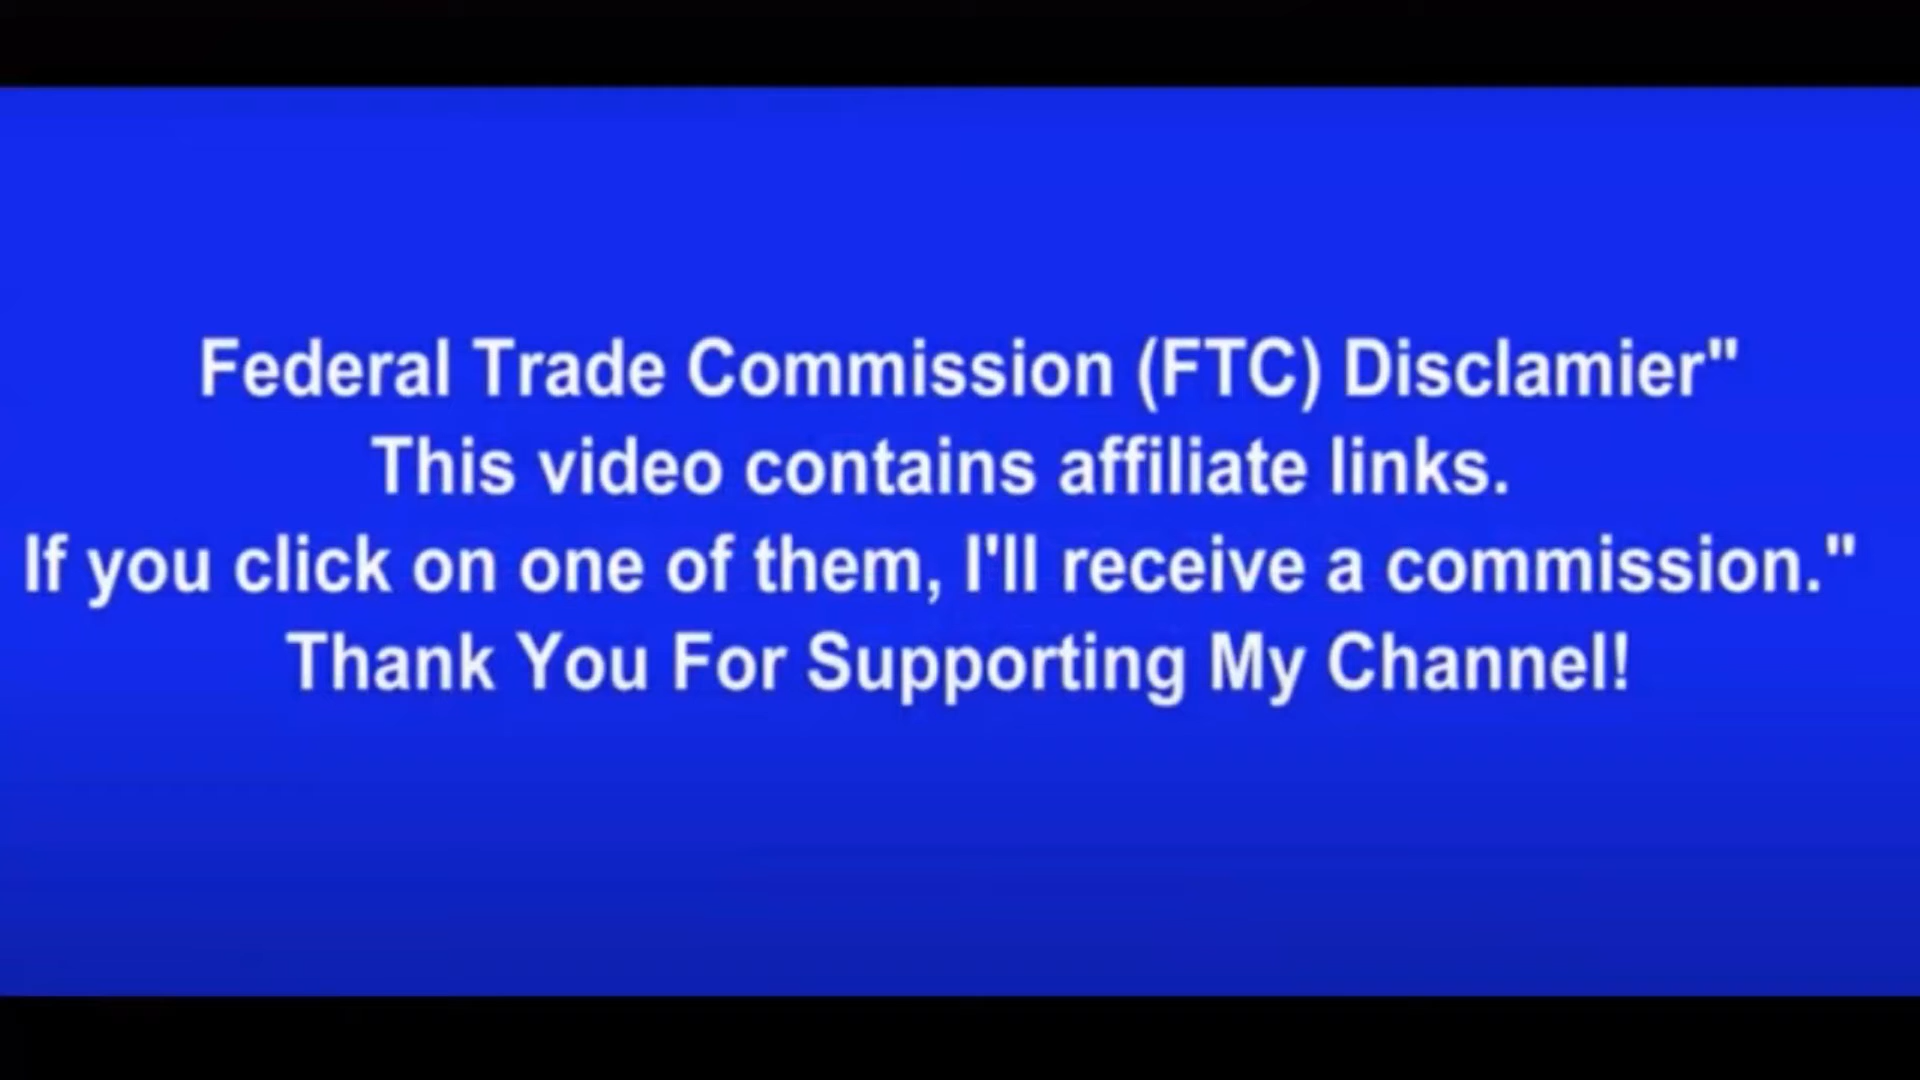 Federal Trade Commission (FTC) Disclamier"
This video contains affiliate links.
If you click on one of them, I'll receive a commission."
Thank You For Supporting My Channel!